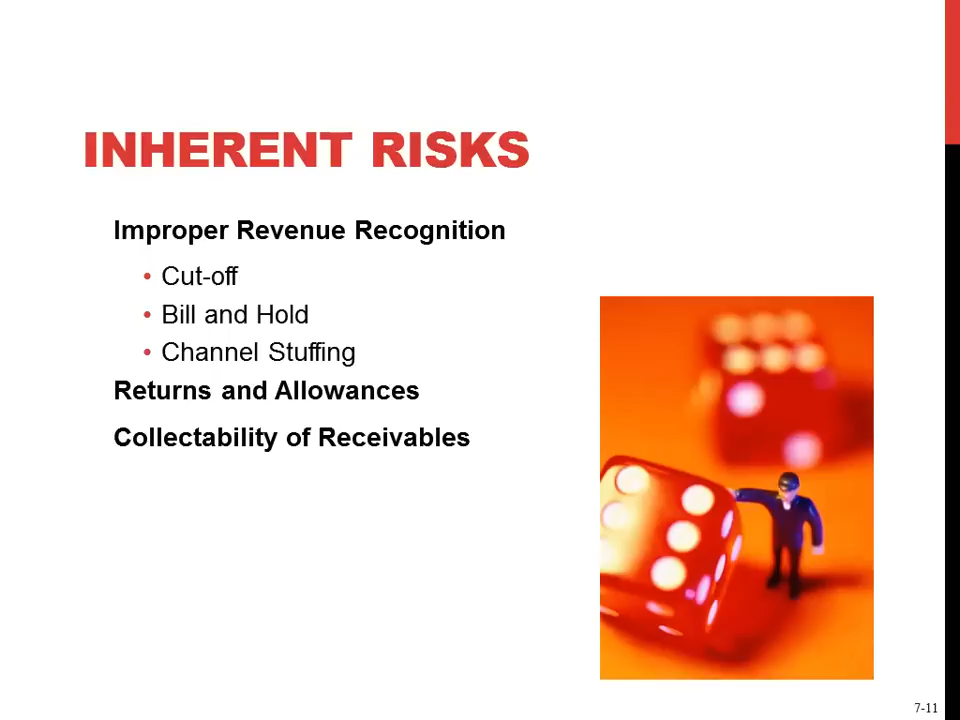 INHERENT RISKS
Improper Revenue Recognition
• Cut-off
• Bill and Hold
• Channel Stuffing
Returns and Allowances
Collectability of Receivables
7-11